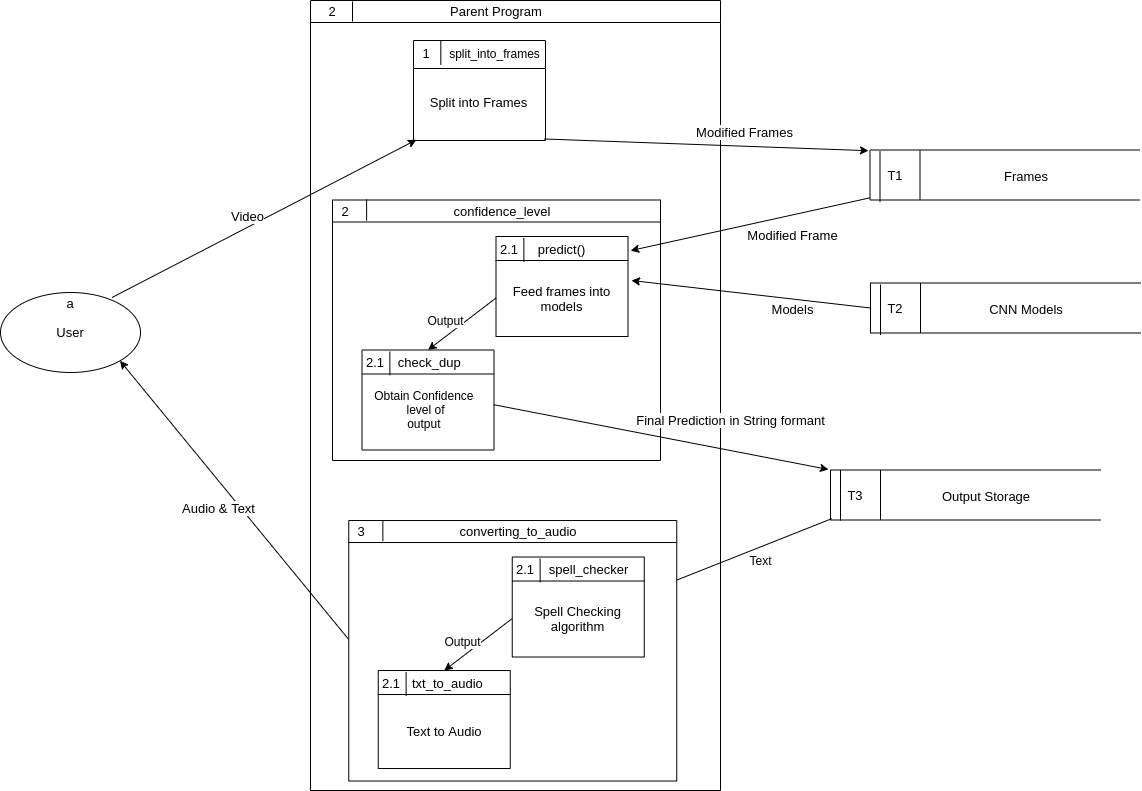 2 Parent Program
1 split_into_frames
Split into Frames
Modified Frames
T1 Frames
Video
2 confidence_level
Modified Frame
2.1 predict()
Feed frames into
models
a
User
Models
T2 CNN Models
Output
2.1 check_dup
Obtain Confidence
level of
output
Final Prediction in String formant
T3 Output Storage
Audio & Text
3 converting_to_audio
Text
2.1 spell_checker
Spell Checking
algorithm
Output
2.1 txt_to_audio
Text to Audio